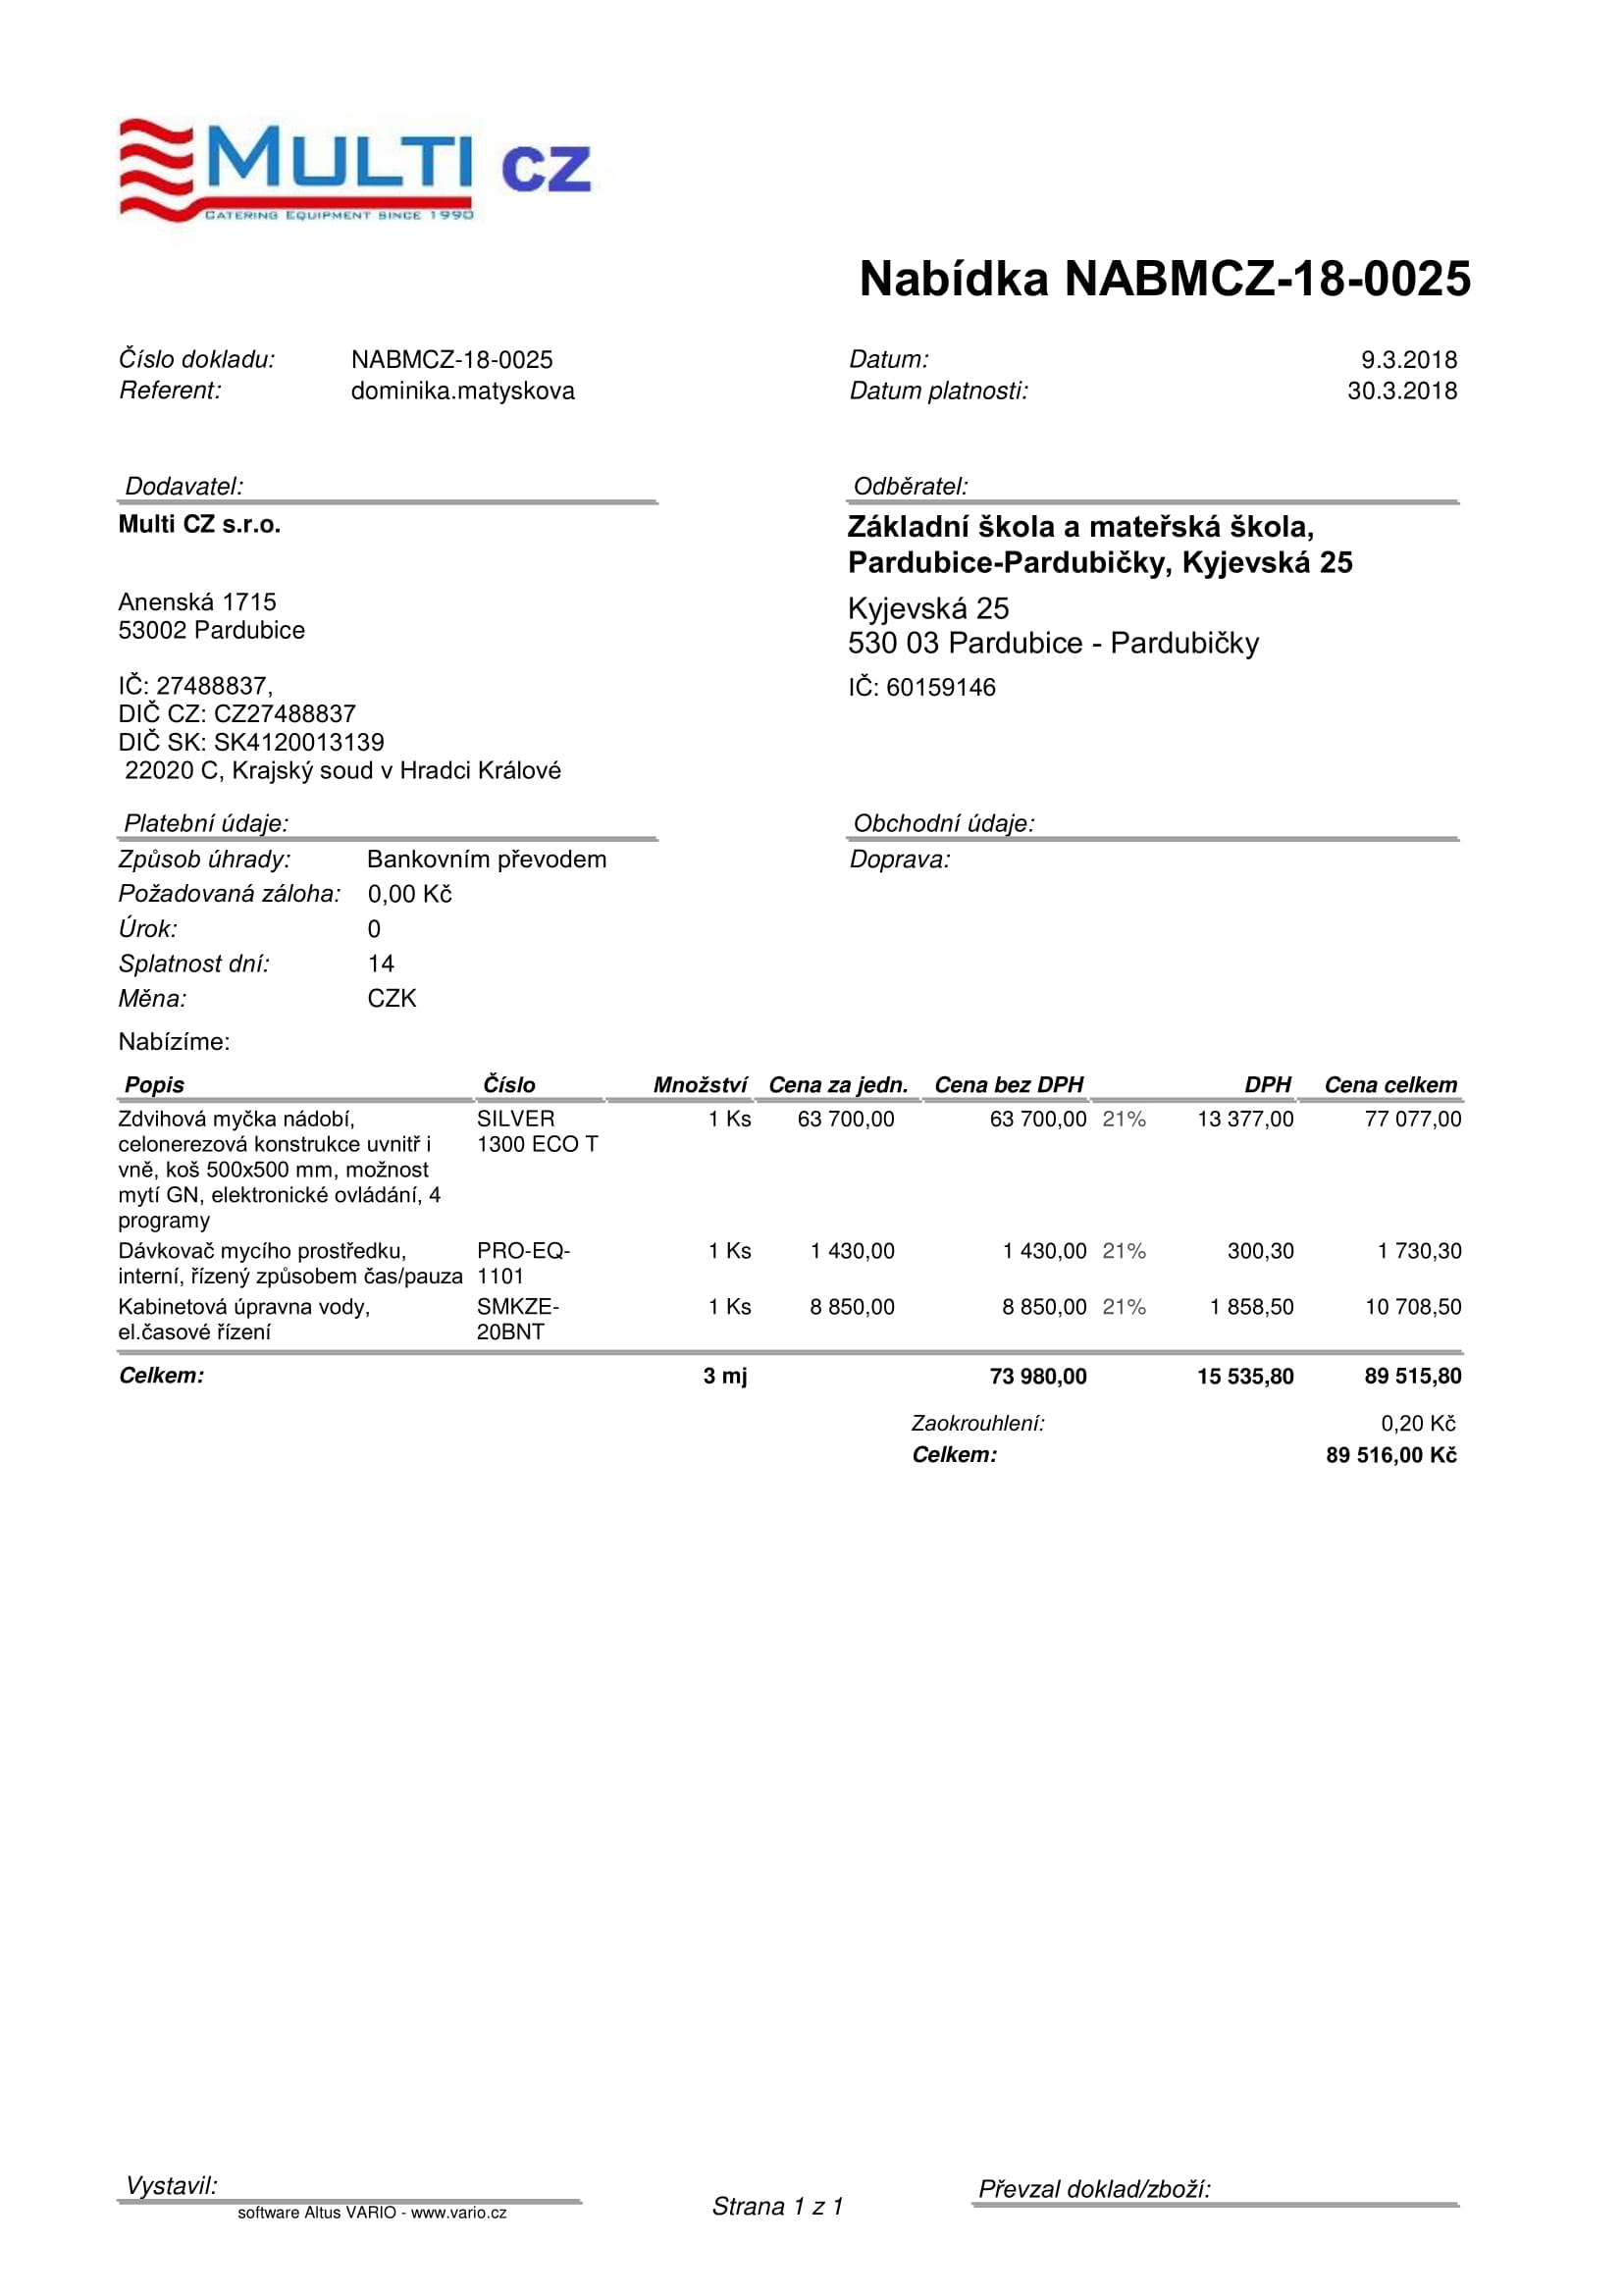 MULTI CZ
CATERING EQUIPMENT SINCE 1990
Nabídka NABMCZ-18-0025
Číslo dokladu: NABMCZ-18-0025
Referent: dominika.matyskova
Datum: 9.3.2018
Datum platnosti: 30.3.2018
Dodavatel:
Multi CZ s.r.o.
Anenská 1715
53002 Pardubice
IČ: 27488837,
DIČ CZ: CZ27488837
DIČ SK: SK4120013139
22020 C, Krajský soud v Hradci Králové
Odběratel:
Základní škola a mateřská škola,
Pardubice-Pardubičky, Kyjevská 25
Kyjevská 25
530 03 Pardubice - Pardubičky
IČ: 60159146
Platební údaje:
Způsob úhrady: Bankovním převodem
Požadovaná záloha: 0,00 Kč
Úrok: 0
Splatnost dní: 14
Měna: CZK
Obchodní údaje:
Doprava:
Nabízíme:
Popis Číslo Množství Cena za jedn. Cena bez DPH DPH Cena celkem
Zdvihová myčka nádobí, SILVER 1 Ks 63 700,00 63 700,00 21% 13 377,00 77 077,00
celonerezová konstrukce uvnitř i 1300 ECO T
vně, koš 500x500 mm, možnost
mytí GN, elektronické ovládání, 4
programy
Dávkovač mycího prostředku, PRO-EQ- 1 Ks 1 430,00 1 430,00 21% 300,30 1 730,30
interní, řízený způsobem čas/pauza 1101
Kabinetová úpravna vody, SMKZE- 1 Ks 8 850,00 8 850,00 21% 1 858,50 10 708,50
el.časové řízení 20BNT
Celkem: 3 mj 73 980,00 15 535,80 89 515,80
Zaokrouhlení: 0,20 Kč
Celkem: 89 516,00 Kč
Vystavil:
software Altus VARIO - www.vario.cz
Strana 1 z 1
Převzal doklad/zboží: